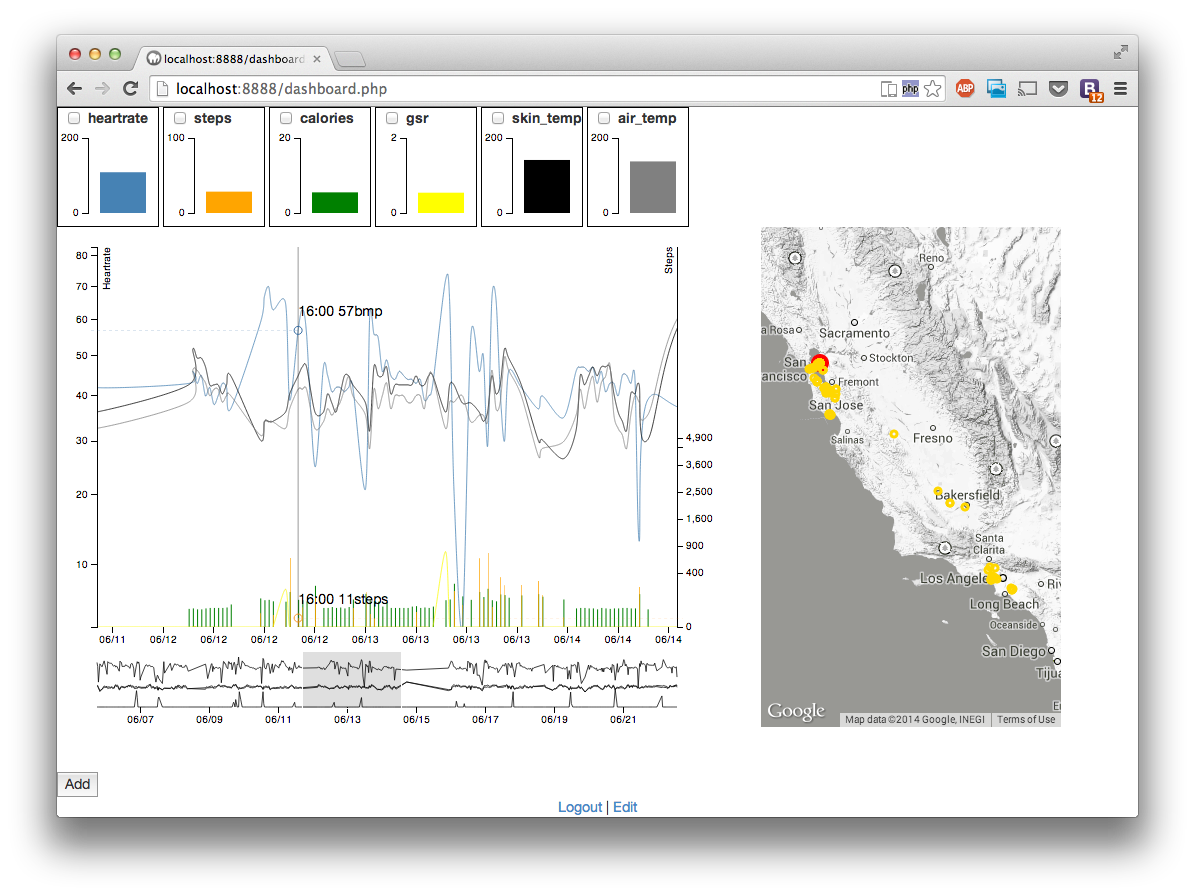 localhost:8888/dashboard
localhost:8888/dashboard.php
php
ABP
12
heartrate
steps
calories
gsr
skin_temp
air_temp
200
0
100
0
20
0
2
0
200
0
200
0
80
70
60
50
40
30
20
10
Heartrate
Steps
16:00 57bmp
16:00 11steps
4,900
3,600
2,500
1,600
900
400
0
06/11
06/12
06/12
06/12
06/12
06/13
06/13
06/13
06/13
06/14
06/14
06/14
06/07
06/09
06/11
06/13
06/15
06/17
06/19
06/21
Reno
a Rosa
Sacramento
San
ancisco
Stockton
Fremont
San Jose
Salinas
Fresno
Bakersfield
Santa
Clarita
Los Angele
Riv
Long Beach
Oceanside
San Diego
Tijua
Google
Map data ©2014 Google, INEGI
Terms of Use
Add
Logout | Edit